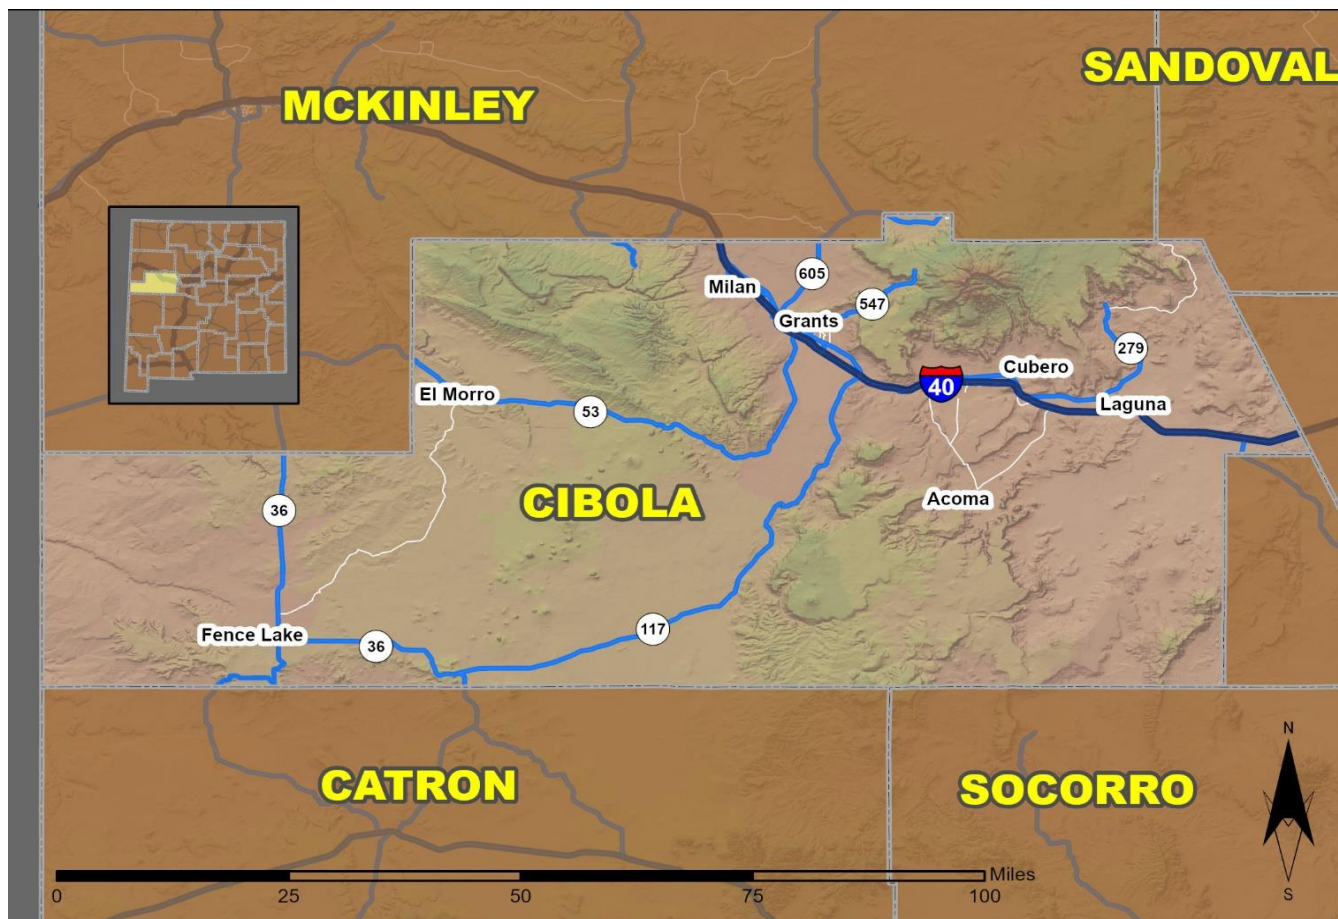 SANDOVAL
MCKINLEY
605
Milan
547
Grants
279
Cubero
40
El Morro
Laguna
53
CIBOLA
Acoma
36
117
Fence Lake
36
N
CATRON
SOCORRO
Miles
0 25 50 75 100
S